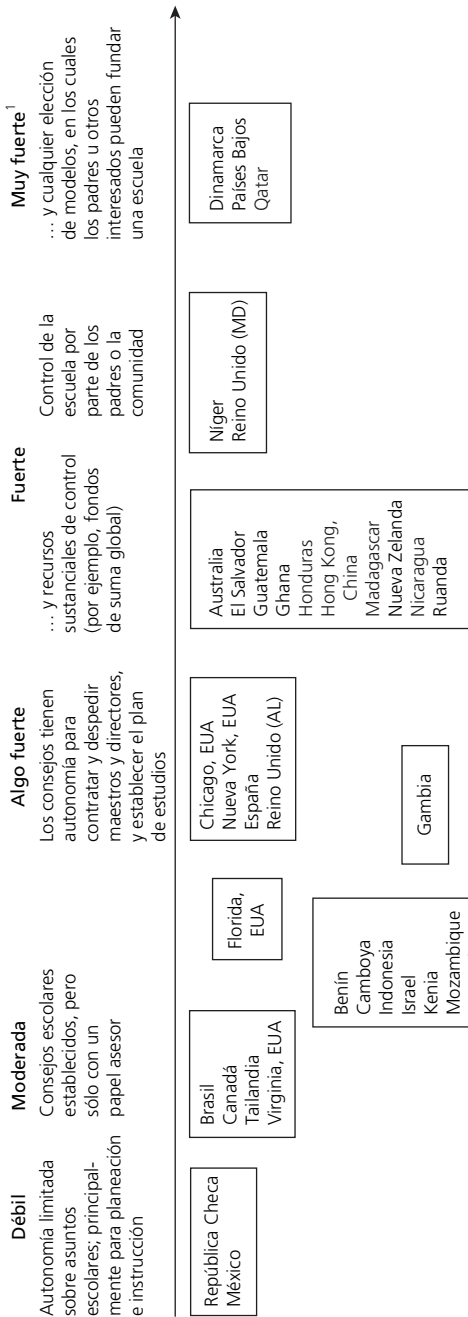 Débil
Autonomía limitada
sobre asuntos
escolares; principal-
mente para planeación
e instrucción
Moderada
Consejos escolares
establecidos, pero
sólo con un
papel asesor
Algo fuerte
Los consejos tienen
autonomía para
contratar y despedir
maestros y directores,
y establecer el plan
de estudios
Fuerte
… y recursos
sustanciales de control
(por ejemplo, fondos
de suma global)
Control de la
escuela por
parte de los
padres o la
comunidad
Muy fuerte¹
… y cualquier elección
de modelos, en los cuales
los padres u otros
interesados pueden fundar
una escuela
República Checa
México
Brasil
Canadá
Tailandia
Virginia, EUA
Florida,
EUA
Benín
Camboya
Indonesia
Israel
Kenia
Mozambique
Chicago, EUA
Nueva York, EUA
España
Reino Unido (AL)
Gambia
Australia
El Salvador
Guatemala
Ghana
Honduras
Hong Kong,
China
Madagascar
Nueva Zelanda
Nicaragua
Ruanda
Níger
Reino Unido (MD)
Dinamarca
Países Bajos
Qatar